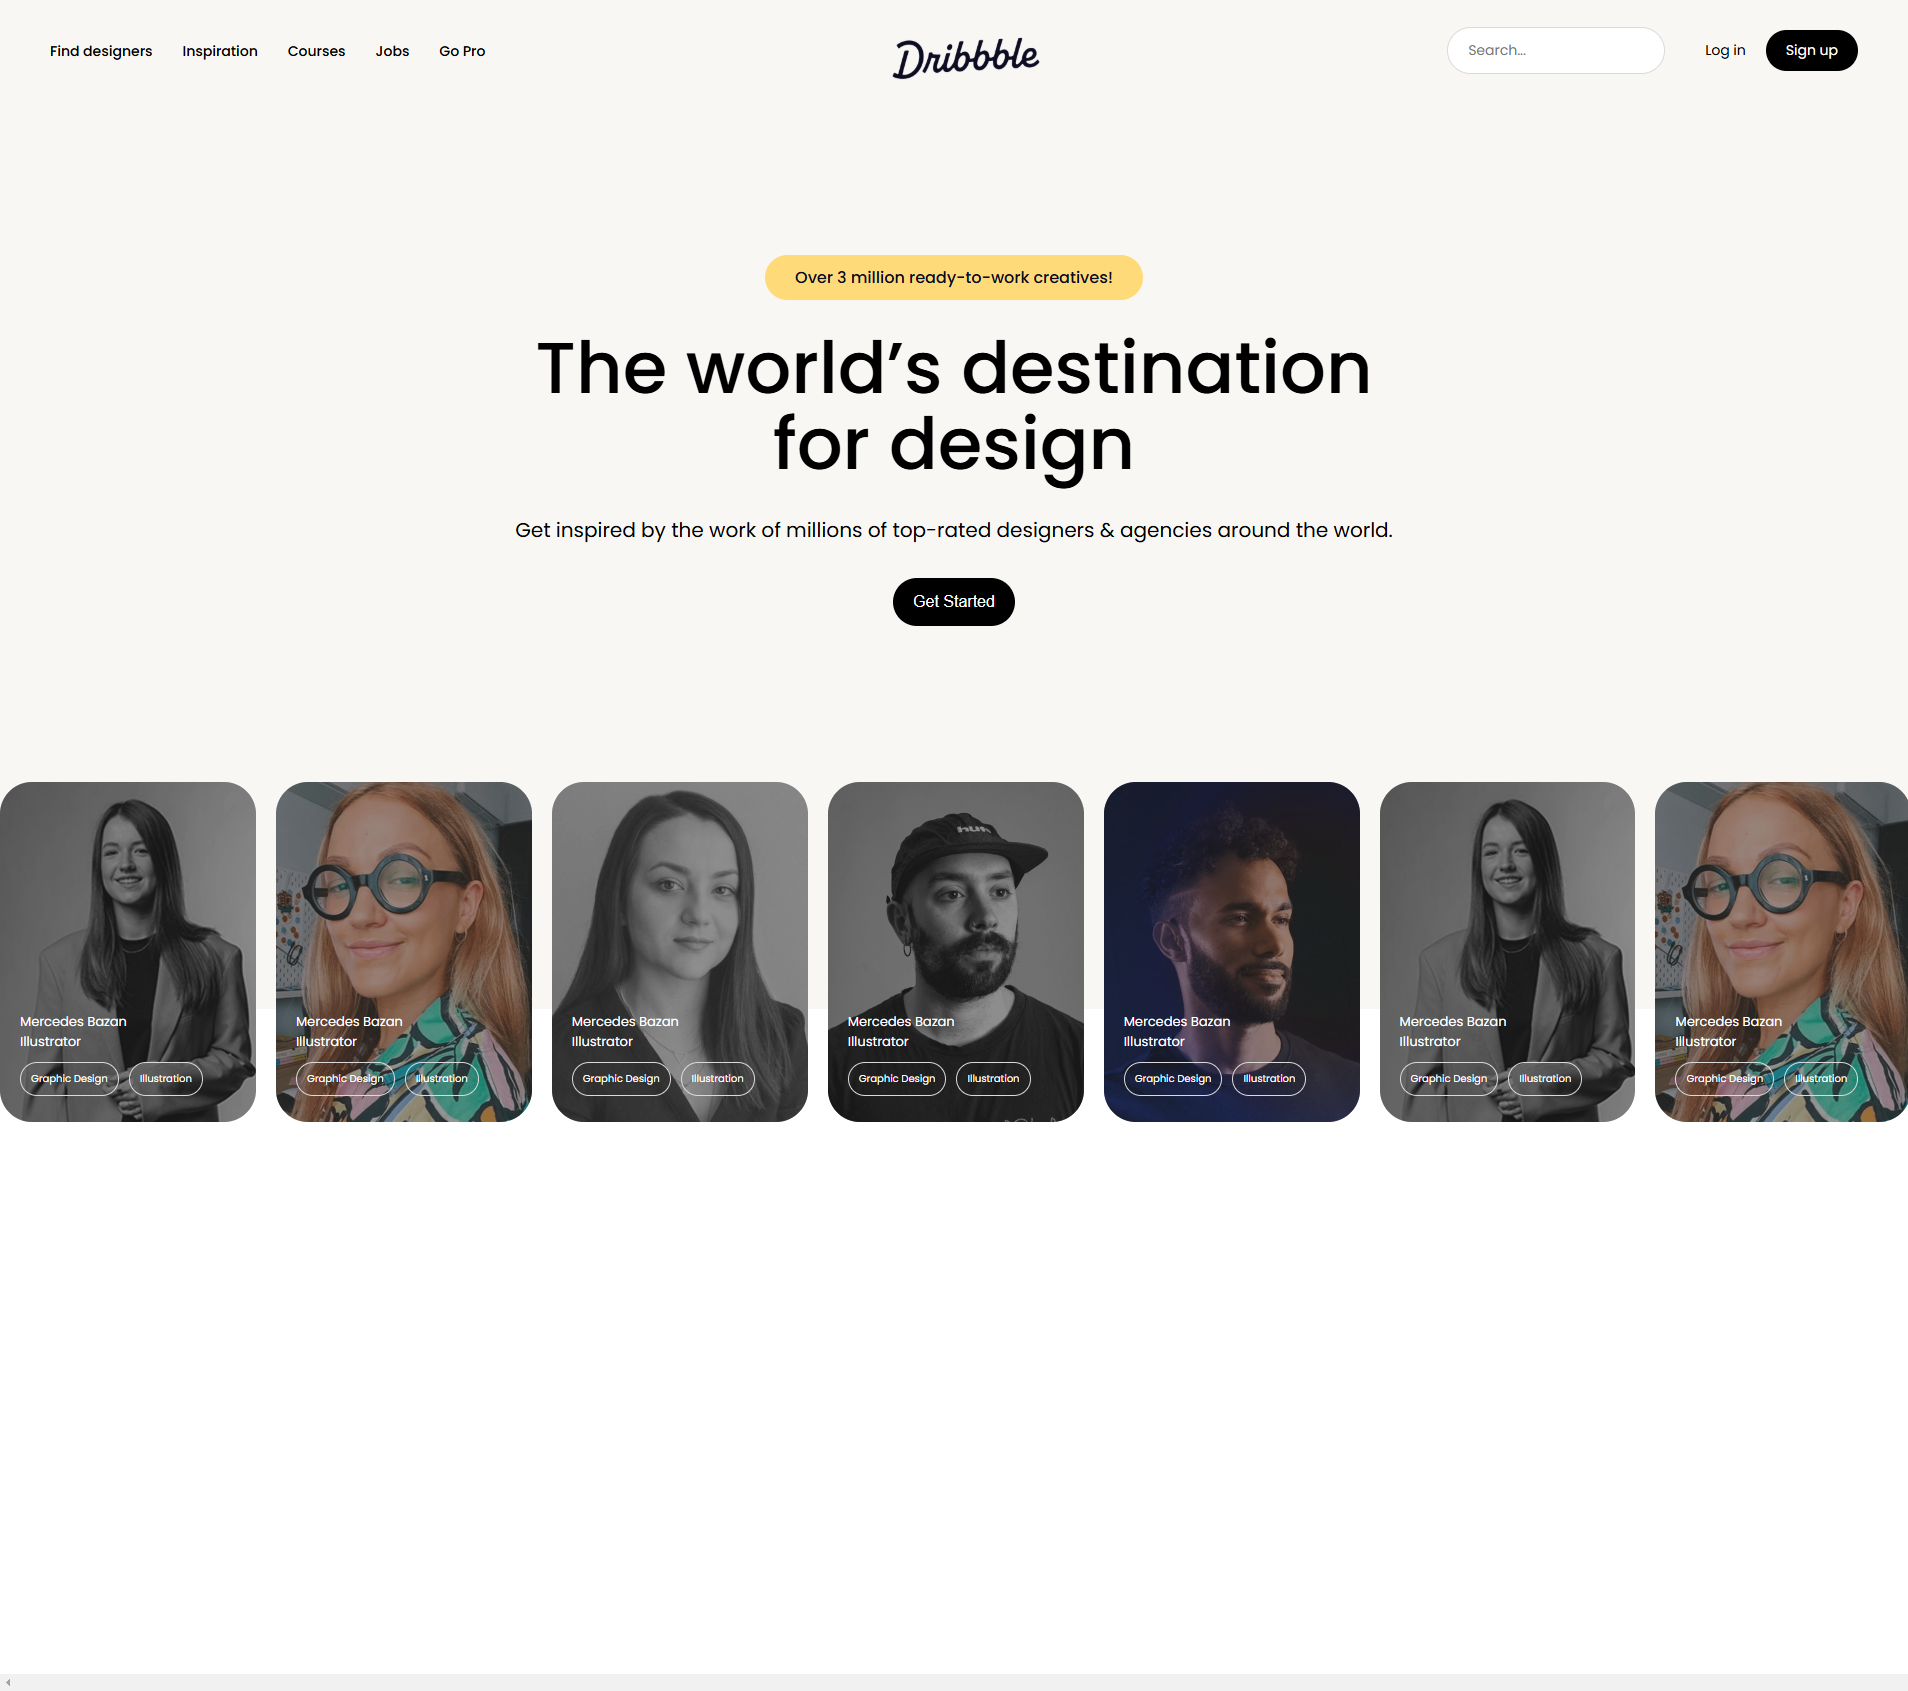 Find designers Inspiration Courses Jobs Go Pro
Dribbble
Search...
Log in
Sign up
Over 3 million ready-to-work creatives!
The world’s destination
for design
Get inspired by the work of millions of top-rated designers & agencies around the world.
Get Started
Mercedes Bazan
Illustrator
Graphic Design Illustration
Mercedes Bazan
Illustrator
Graphic Design Illustration
Mercedes Bazan
Illustrator
Graphic Design Illustration
Mercedes Bazan
Illustrator
Graphic Design Illustration
Mercedes Bazan
Illustrator
Graphic Design Illustration
Mercedes Bazan
Illustrator
Graphic Design Illustration
Mercedes Bazan
Illustrator
Graphic Design Illustration